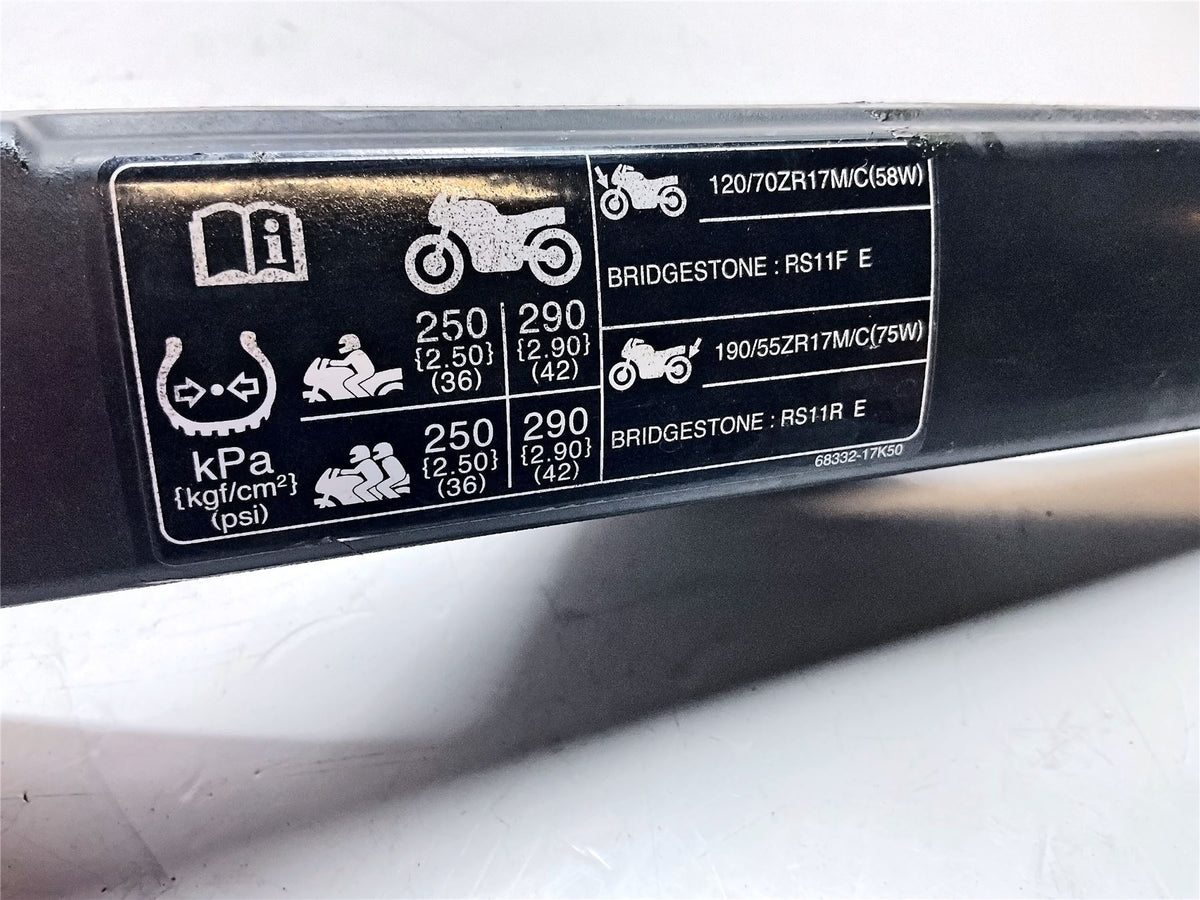 i
250 290
{2.50} {2.90}
(36) (42)
250 290
{2.50} {2.90}
(36) (42)
kPa
{kgf/cm²}
(psi)
120/70ZR17M/C(58W)
BRIDGESTONE : RS11F E
190/55ZR17M/C(75W)
BRIDGESTONE : RS11R E
68332-17K50